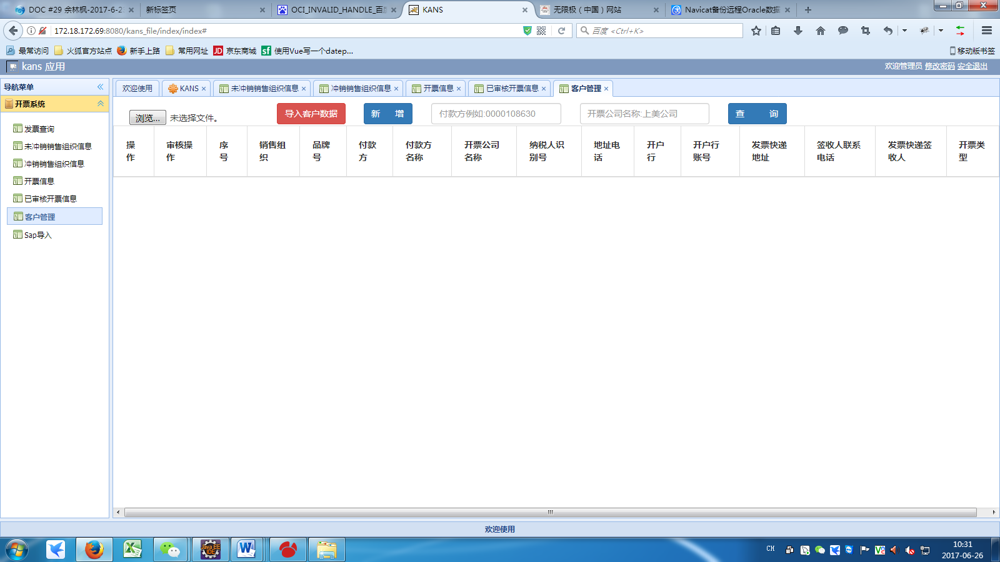 DOC #29 余林枫-2017-6-2
新标签页
OCI_INVALID_HANDLE_百度
KANS
无限极（中国）网站
Navicat备份远程Oracle数据
172.18.172.69:8080/kans_file/index/index#
百度 <Ctrl+K>
最常访问
火狐官方站点
新手上路
常用网址
JD 京东商城
sf 使用Vue写一个datep...
移动版书签
kans 应用
欢迎管理员 修改密码 安全退出
导航菜单
开票系统
发票查询
未冲销销售组织信息
冲销销售组织信息
开票信息
已审核开票信息
客户管理
Sap导入
欢迎使用
KANS
未冲销销售组织信息
冲销销售组织信息
开票信息
已审核开票信息
客户管理
浏览... 未选择文件。
导入客户数据
新 增
付款方例如:0000108630
开票公司名称:上美公司
查 询
操作
审核操作
序号
销售组织
品牌号
付款方
付款方名称
开票公司名称
纳税人识别号
地址电话
开户行
开户行账号
发票快递地址
签收人联系电话
发票快递签收人
开票类型
欢迎使用
Java EE
IDE
CH
10:31
2017-06-26